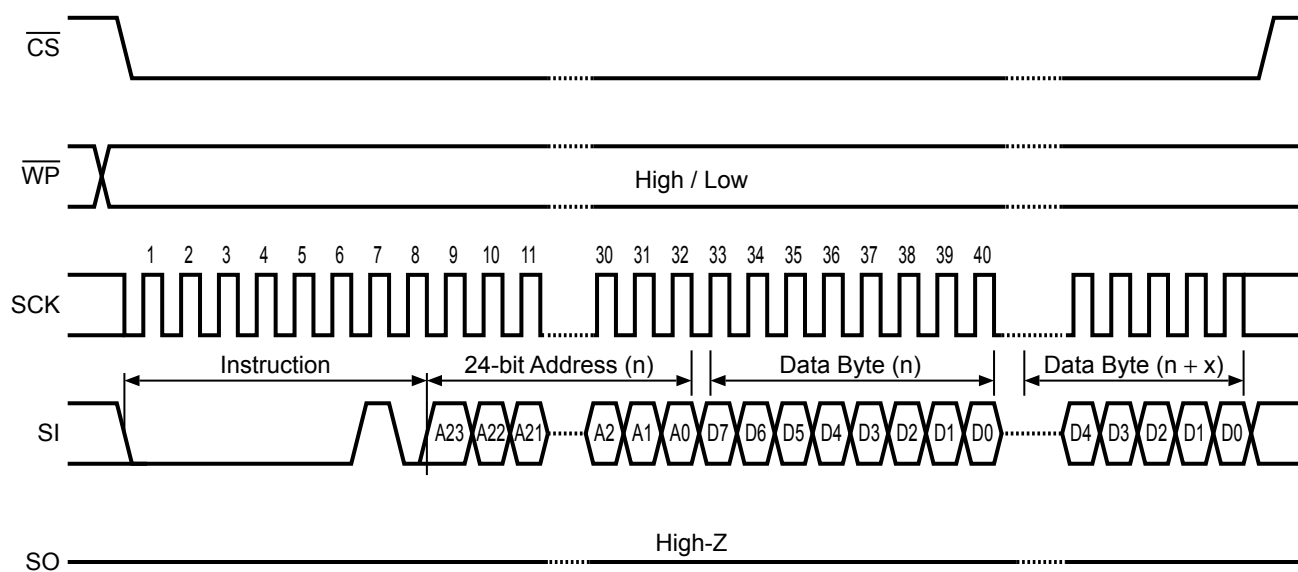 CS
WP
High / Low
1 2 3 4 5 6 7 8 9 10 11 30 31 32 33 34 35 36 37 38 39 40
SCK
Instruction 24-bit Address (n) Data Byte (n) Data Byte (n + x)
SI A23 A22 A21 A2 A1 A0 D7 D6 D5 D4 D3 D2 D1 D0 D4 D3 D2 D1 D0
High-Z
SO